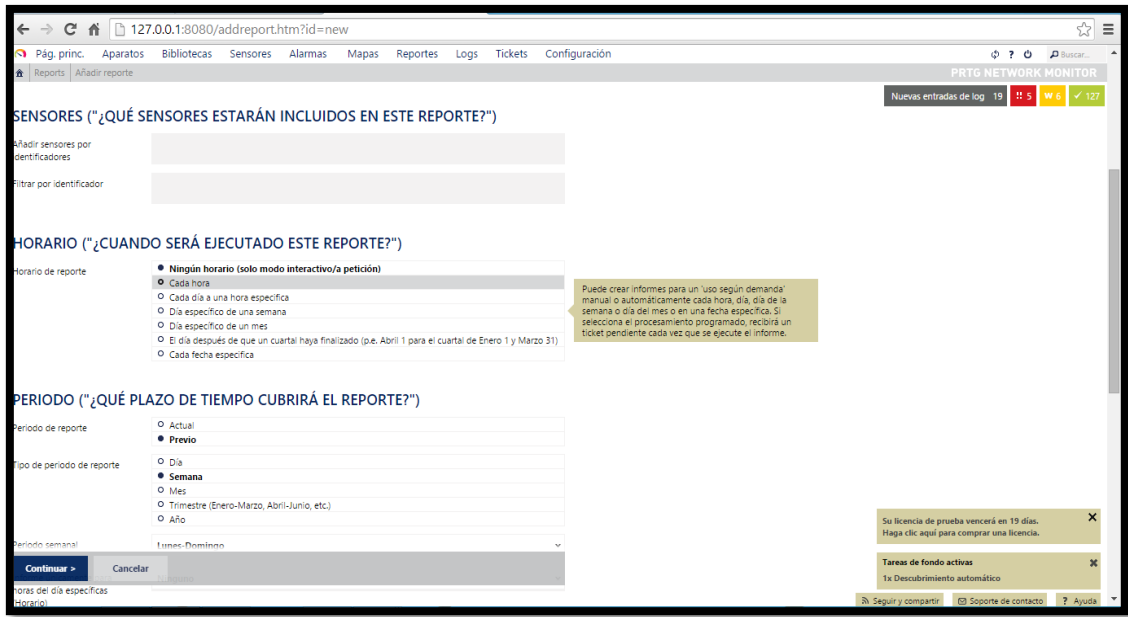 127.0.0.1:8080/addreport.htm?id=new
Pág. princ. Aparatos Bibliotecas Sensores Alarmas Mapas Reportes Logs Tickets Configuración ? Buscar...
Reports Añadir reporte PRTG NETWORK MONITOR
Nuevas entradas de log 19 !! 5 W 6 ✓ 127
SENSORES ("¿QUÉ SENSORES ESTARÁN INCLUIDOS EN ESTE REPORTE?")
Añadir sensores por
identificadores
Filtrar por identificador
HORARIO ("¿CUANDO SERÁ EJECUTADO ESTE REPORTE?")
Horario de reporte
Ningún horario (solo modo interactivo/a petición)
Cada hora
Cada día a una hora especifica
Día específico de una semana
Día específico de un mes
El día después de que un cuartal haya finalizado (p.e. Abril 1 para el cuartal de Enero 1 y Marzo 31)
Cada fecha especifica
Puede crear informes para un 'uso según demanda'
manual o automáticamente cada hora, día, día de la
semana o día del mes o en una fecha especifica. Si
selecciona el procesamiento programado, recibirá un
ticket pendiente cada vez que se ejecute el informe.
PERIODO ("¿QUÉ PLAZO DE TIEMPO CUBRIRÁ EL REPORTE?")
Periodo de reporte
Actual
Previo
Tipo de periodo de reporte
Día
Semana
Mes
Trimestre (Enero-Marzo, Abril-Junio, etc.)
Año
Periodo semanal Lunes-Domingo
Continuar > Cancelar
Ninguno
horas del día específicas
(Horario)
Su licencia de prueba vencerá en 19 días.
Haga clic aquí para comprar una licencia.
Tareas de fondo activas
1x Descubrimiento automático
Seguir y compartir Soporte de contacto ? Ayuda